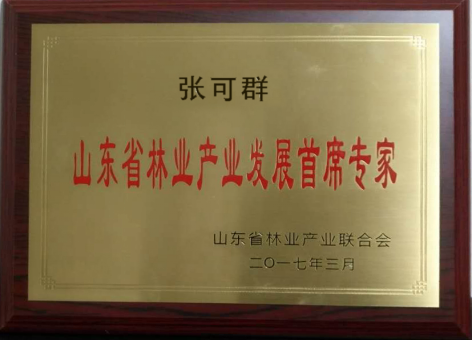 张可群
山东省林业产业发展首席专家
山东省林业产业联合会
二〇一七年三月